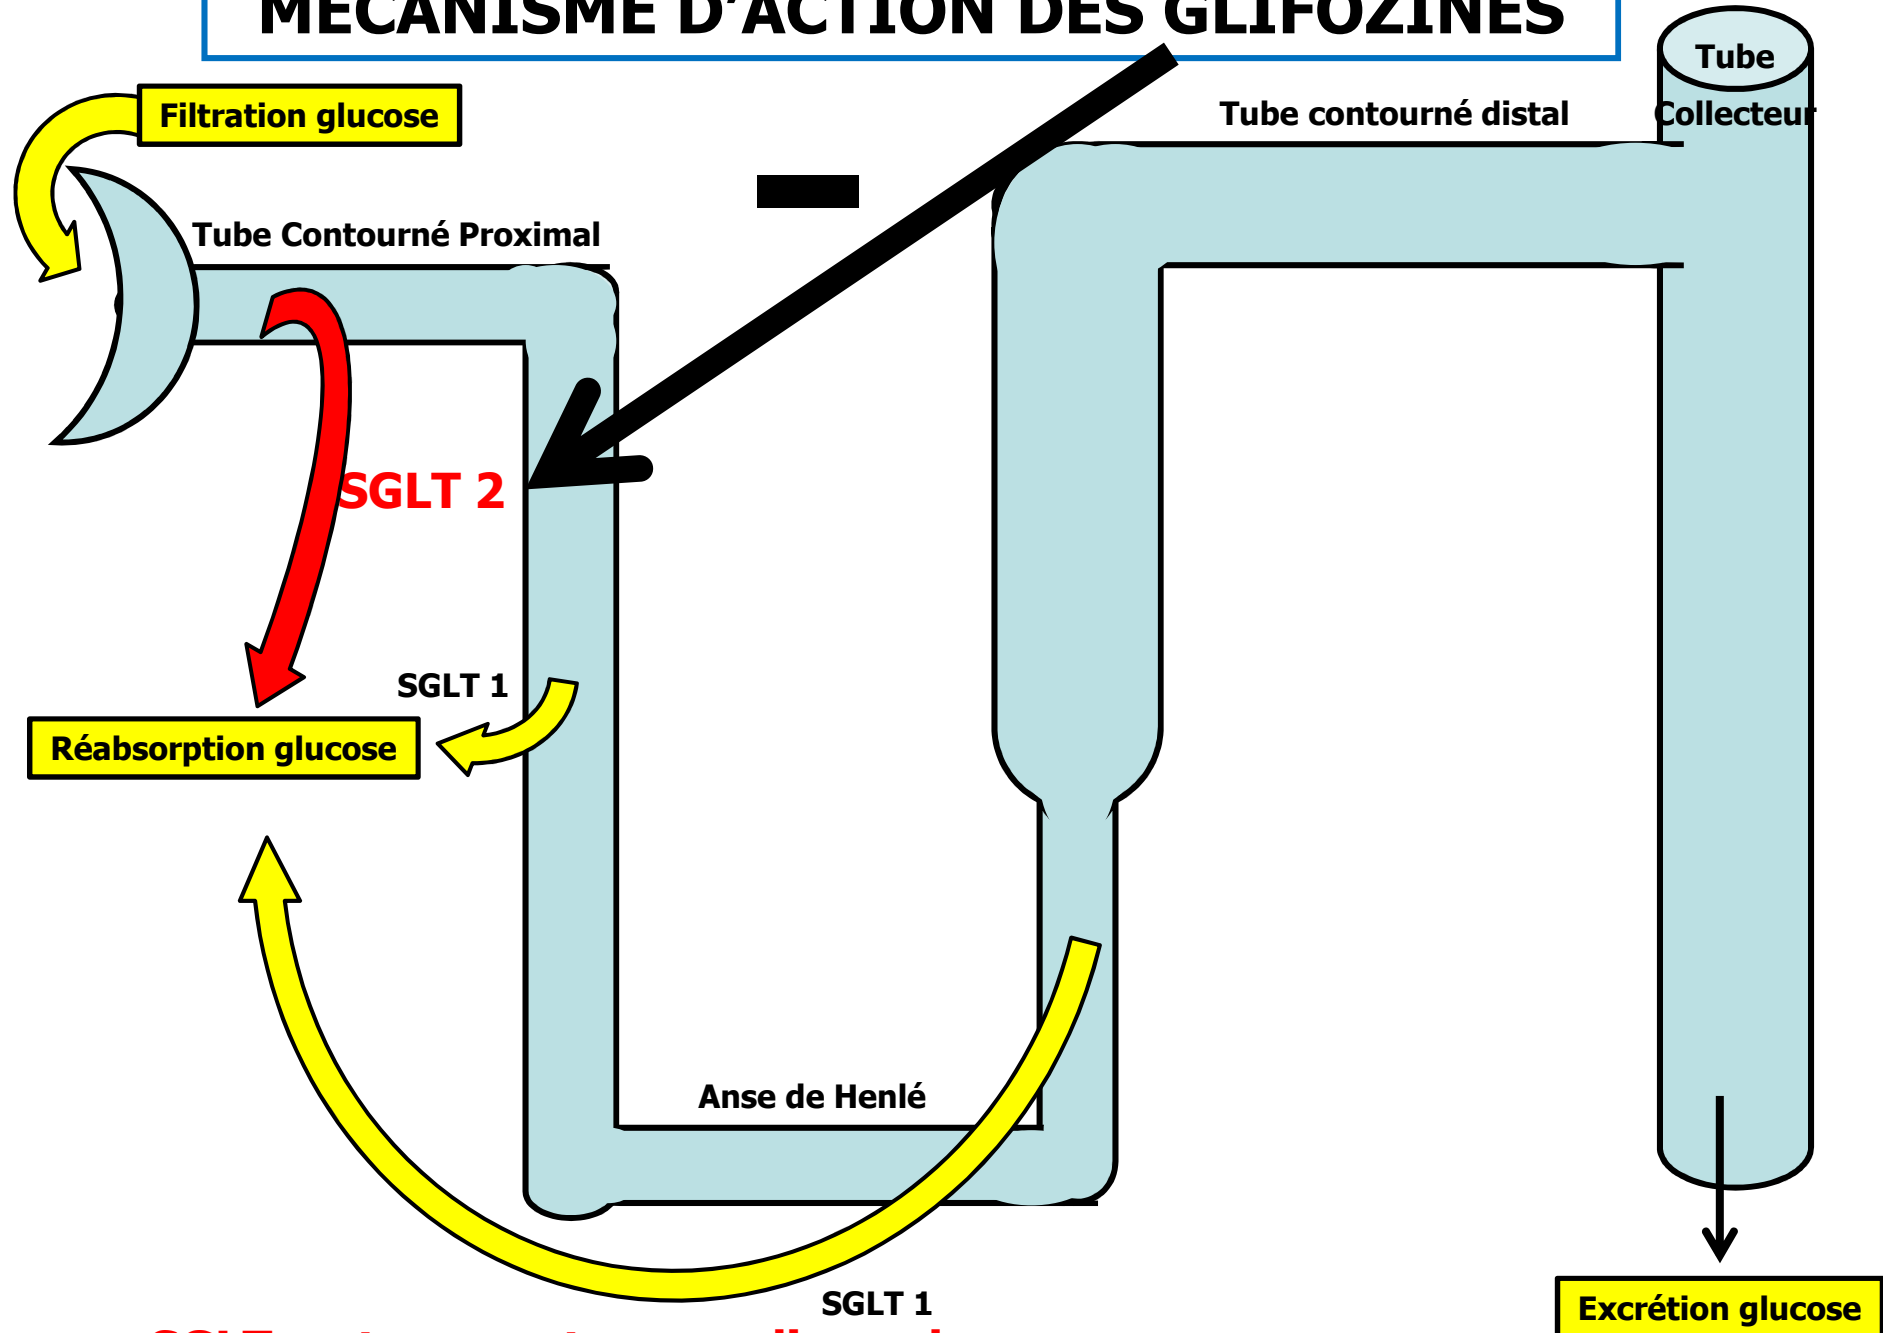 MÉCANISME D'ACTION DES GLIFOZINES
Tube
Collecteur
Filtration glucose
Tube contourné distal
Tube Contourné Proximal
SGLT 2
SGLT 1
Réabsorption glucose
Anse de Henlé
SGLT 1
Excrétion glucose